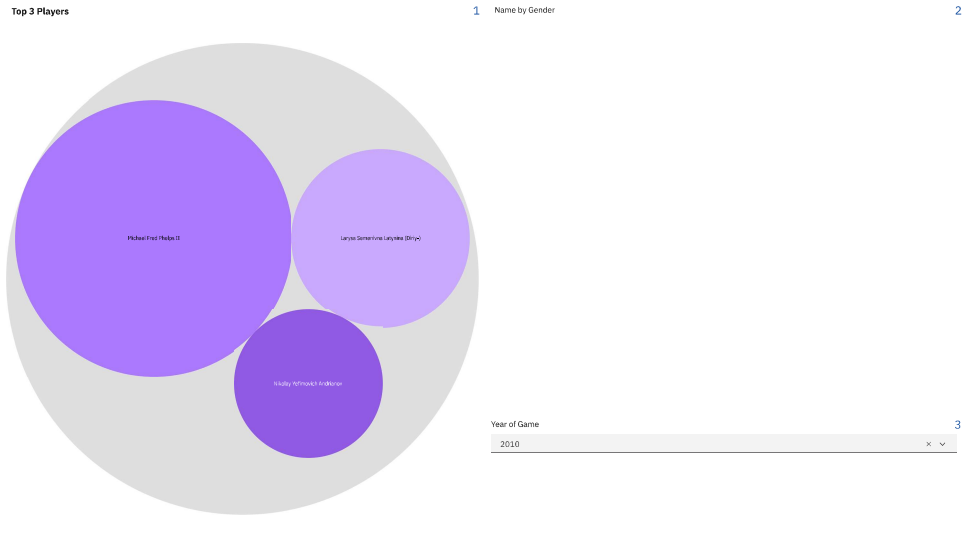 Top 3 Players
1
Name by Gender
2
Micheal Fred Phelps II
Larysa Semenivna Latynina (Diriy-)
Nikolay Yefimovich Andrianov
Year of Game
3
2010